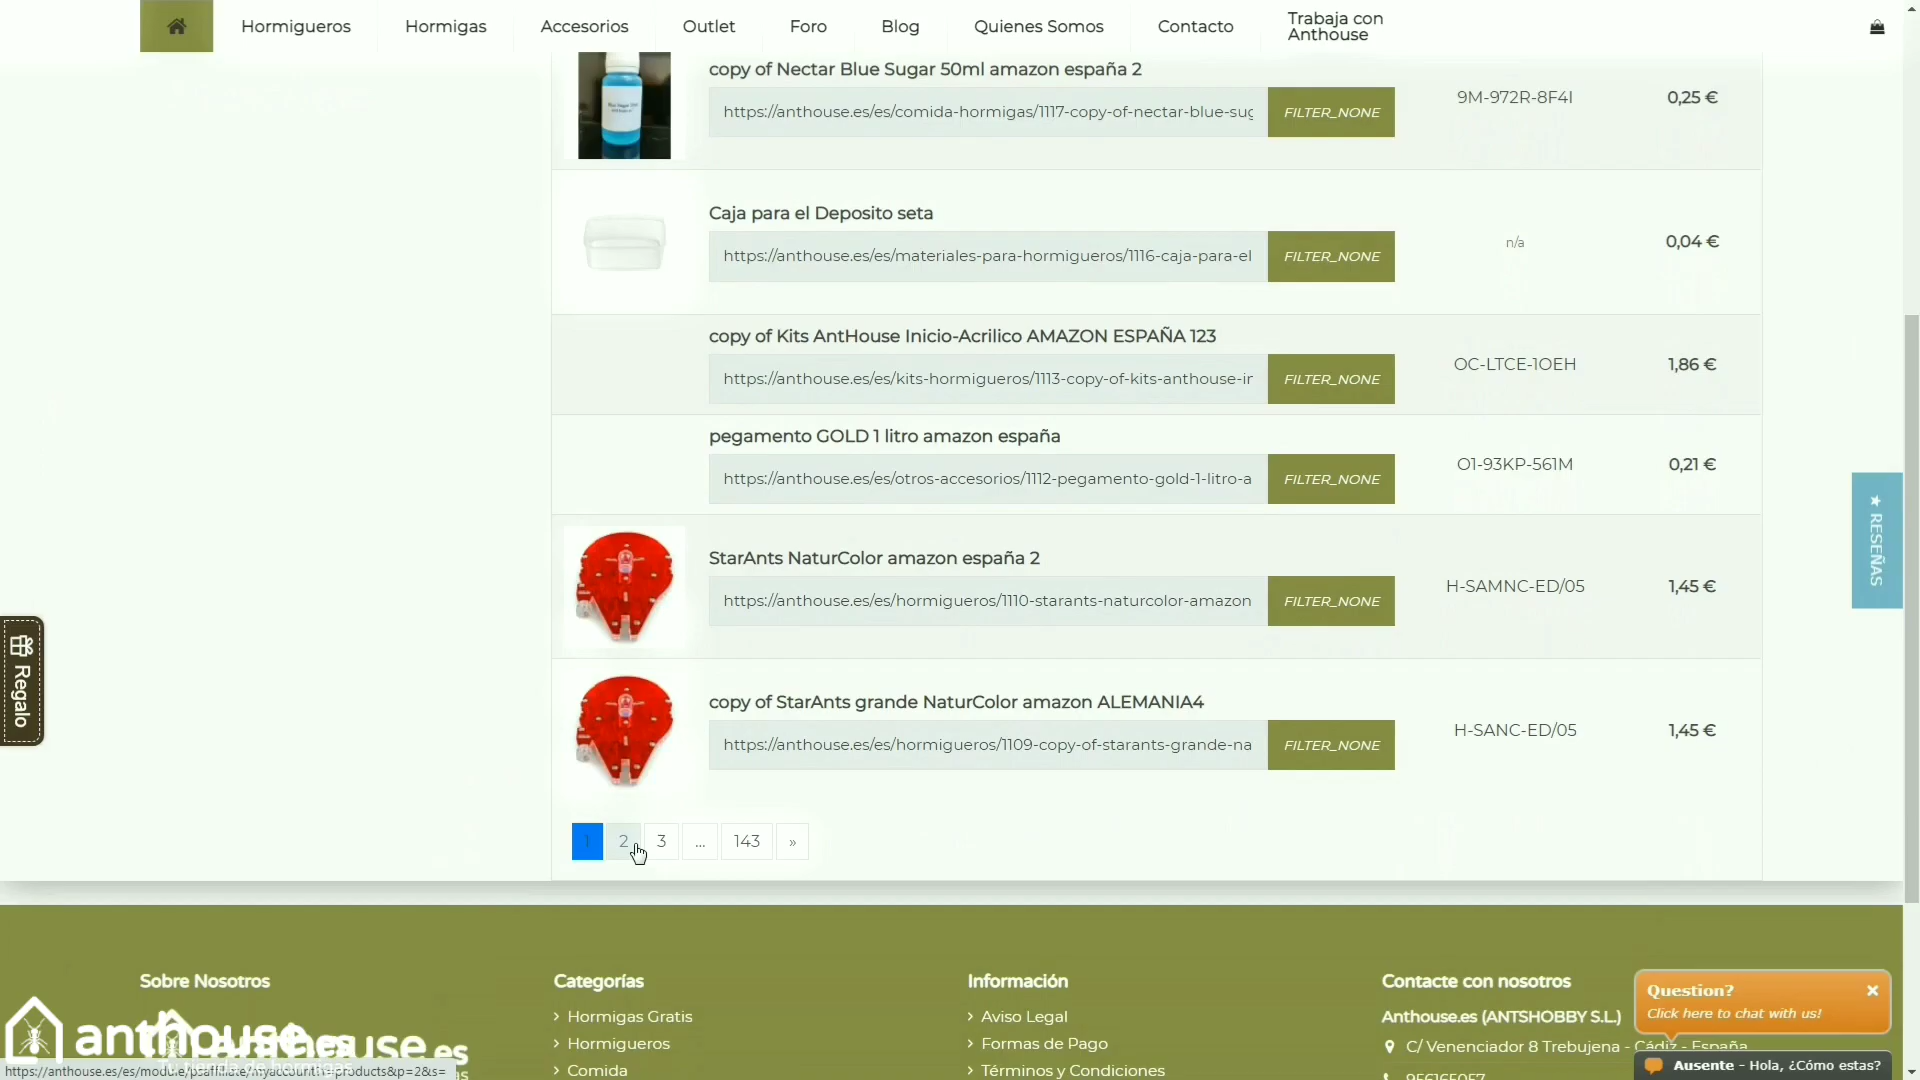 Hormigueros
Hormigas
Accesorios
Outlet
Foro
Blog
Quienes Somos
Contacto
Trabaja con
Anthouse
copy of Nectar Blue Sugar 50ml amazon españa 2
https://anthouse.es/es/comida-hormigas/1117-copy-of-nectar-blue-sug
FILTER_NONE
9M-972R-8F4I
0,25 €
Caja para el Deposito seta
https://anthouse.es/es/materiales-para-hormigueros/1116-caja-para-el
FILTER_NONE
n/a
0,04 €
copy of Kits AntHouse Inicio-Acrilico AMAZON ESPAÑA 123
https://anthouse.es/es/kits-hormigueros/1113-copy-of-kits-anthouse-ir
FILTER_NONE
OC-LTCE-1OEH
1,86 €
pegamento GOLD 1 litro amazon españa
https://anthouse.es/es/otros-accesorios/1112-pegamento-gold-1-litro-a
FILTER_NONE
O1-93KP-561M
0,21 €
StarAnts NaturColor amazon españa 2
https://anthouse.es/es/hormigueros/1110-starants-naturcolor-amazon
FILTER_NONE
H-SAMNC-ED/05
1,45 €
copy of StarAnts grande NaturColor amazon ALEMANIA4
https://anthouse.es/es/hormigueros/1109-copy-of-starants-grande-na
FILTER_NONE
H-SANC-ED/05
1,45 €
★ RESEÑAS
Regalo
1 2 3 ... 143 »
Sobre Nosotros
anthouse.es
Categorías
> Hormigas Gratis
> Hormigueros
> Comida
Información
> Aviso Legal
> Formas de Pago
> Términos y Condiciones
Contacte con nosotros
Anthouse.es (ANTSHOBBY S.L.)
C/ Venenciador 8 Trebujena - Cádiz - España
956165057
Question?
Click here to chat with us!
Ausente - Hola, ¿Cómo estas?